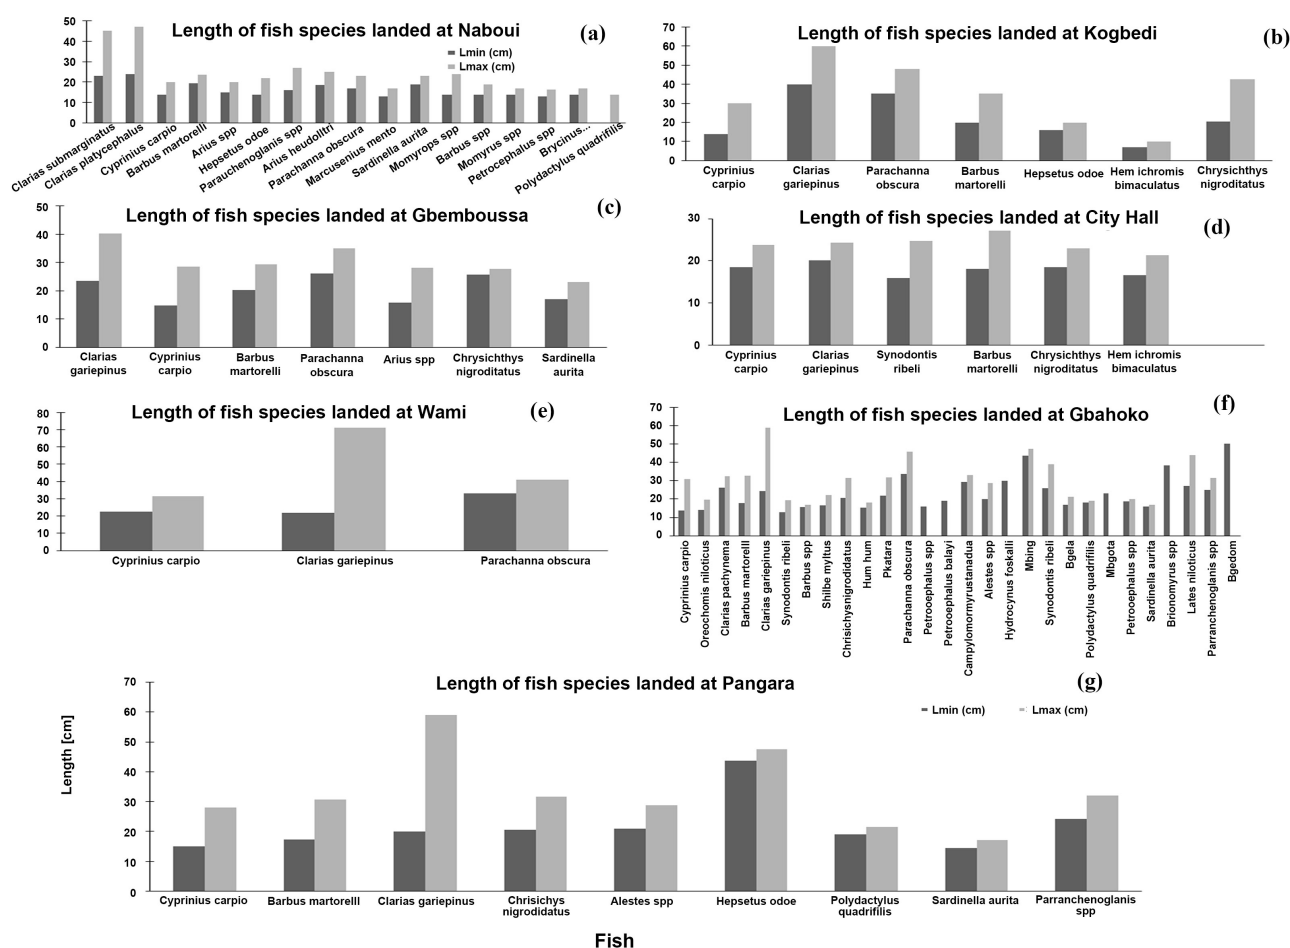 Length of fish species landed at Naboui
(a)
Lmin (cm)
Lmax (cm)
50
40
30
20
10
0
Clarias submarginatus
Clarias platycephalus
Cyprinus carpio
Barbus martorelli
Arius spp
Hepsetus odoe
Parauchenoglanis spp
Arius heudolltri
Parachanna obscura
Marcusenius mento
Sardinella aurita
Momyrops spp
Barbus spp
Momyrus spp
Petrocephalus spp
Brycinus...
Polydactylus quadrifilis
Length of fish species landed at Kogbedi
(b)
70
60
50
40
30
20
10
0
Cyprinius
carpio
Clarias
gariepinus
Parachanna
obscura
Barbus
martorelli
Hepsetus odoe
Hem ichromis
bimaculatus
Chrysichthys
nigroditatus
Length of fish species landed at Gbemboussa
(c)
50
40
30
20
10
0
Clarias
gariepinus
Cyprinius
carpio
Barbus
martorelli
Parachanna
obscura
Arius spp
Chrysichthys
nigroditatus
Sardinella
aurita
Length of fish species landed at City Hall
(d)
30
20
10
0
Cyprinius
carpio
Clarias
gariepinus
Synodontis
ribeli
Barbus
martorelli
Chrysichthys
nigroditatus
Hem ichromis
bimaculatus
Length of fish species landed at Wami
(e)
80
70
60
50
40
30
20
10
0
Cyprinius carpio
Clarias gariepinus
Parachanna obscura
Length of fish species landed at Gbahoko
(f)
70
60
50
40
30
20
10
0
Cyprinius carpio
Oreochomis niloticus
Clarias pachynema
Barbus martorelll
Clarias gariepinus
Synodontis ribeli
Barbus spp
Shilbe myltus
Chrisichysnigrodidatus
Hum hum
Pkatara
Parachanna obscura
Petrooephalus spp
Petrooephalus balayi
Campylomormyrustanadua
Alestes spp
Hydrocynus foskalli
Mbing
Synodontis ribeli
Bgela
Polydactylus quadrifilis
Mbgota
Petrooephalus spp
Sardinella aurita
Brionomyrus spp
Lates niloticus
Parranchenoglanis spp
Bgedom
Length of fish species landed at Pangara
(g)
Lmin (cm)
Lmax (cm)
Length [cm]
70
60
50
40
30
20
10
0
Cyprinius carpio
Barbus martorelll
Clarias gariepinus
Chrisichys
nigrodidatus
Alestes spp
Hepsetus odoe
Polydactylus
quadrifilis
Sardinella aurita
Parranchenoglanis
spp
Fish